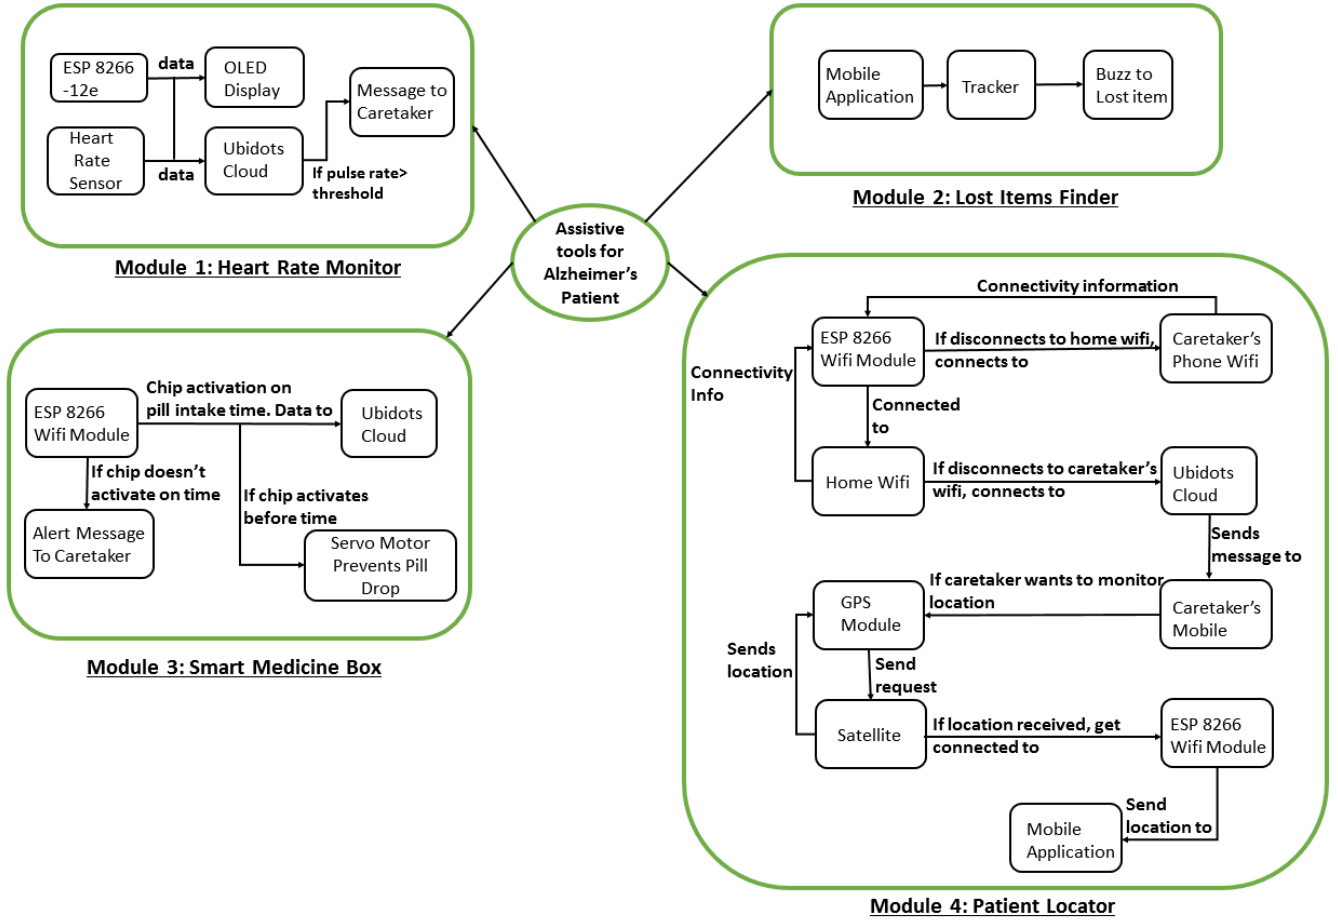 ESP 8266
-12e
data
OLED
Display
Message to
Caretaker
Heart
Rate
Sensor
data
Ubidots
Cloud
If pulse rate>
threshold
Module 1: Heart Rate Monitor
Mobile
Application
Tracker
Buzz to
Lost item
Module 2: Lost Items Finder
Assistive
tools for
Alzheimer's
Patient
ESP 8266
Wifi Module
Chip activation on
pill intake time. Data to
Ubidots
Cloud
If chip doesn't
activate on time
If chip activates
before time
Alert Message
To Caretaker
Servo Motor
Prevents Pill
Drop
Module 3: Smart Medicine Box
Connectivity information
ESP 8266
Wifi Module
If disconnects to home wifi,
connects to
Caretaker's
Phone Wifi
Connectivity
Info
Connected
to
Home Wifi
If disconnects to caretaker's
wifi, connects to
Ubidots
Cloud
Sends
message to
If caretaker wants to monitor
location
GPS
Module
Caretaker's
Mobile
Sends
location
Send
request
Satellite
If location received, get
connected to
ESP 8266
Wifi Module
Send
location to
Mobile
Application
Module 4: Patient Locator